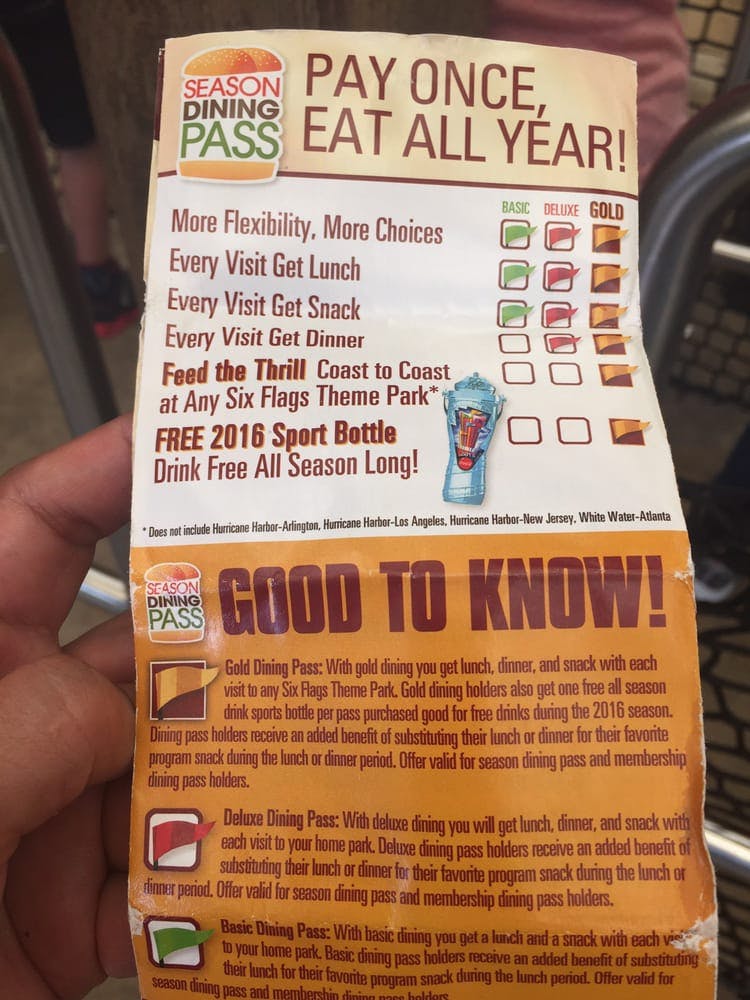 SEASON
DINING
PASS
PAY ONCE,
EAT ALL YEAR!
BASIC DELUXE GOLD
More Flexibility, More Choices
Every Visit Get Lunch
Every Visit Get Snack
Every Visit Get Dinner
Feed the Thrill Coast to Coast
at Any Six Flags Theme Park*
FREE 2016 Sport Bottle
Drink Free All Season Long!
* Does not include Hurricane Harbor-Arlington, Hurricane Harbor-Los Angeles, Hurricane Harbor-New Jersey, White Water-Atlanta
SEASON
DINING
PASS
GOOD TO KNOW!
Gold Dining Pass: With gold dining you get lunch, dinner, and snack with each
visit to any Six Flags Theme Park. Gold dining holders also get one free all season
drink sports bottle per pass purchased good for free drinks during the 2016 season.
Dining pass holders receive an added benefit of substituting their lunch or dinner for their favorite
program snack during the lunch or dinner period. Offer valid for season dining pass and membership
dining pass holders.
Deluxe Dining Pass: With deluxe dining you will get lunch, dinner, and snack with
each visit to your home park. Deluxe dining pass holders receive an added benefit of
substituting their lunch or dinner for their favorite program snack during the lunch or
dinner period. Offer valid for season dining pass and membership dining pass holders.
Basic Dining Pass: With basic dining you get a lunch and a snack with each visit
to your home park. Basic dining pass holders receive an added benefit of substituting
their lunch for their favorite program snack during the lunch period. Offer valid for
season dining pass and membership dining pass holders.